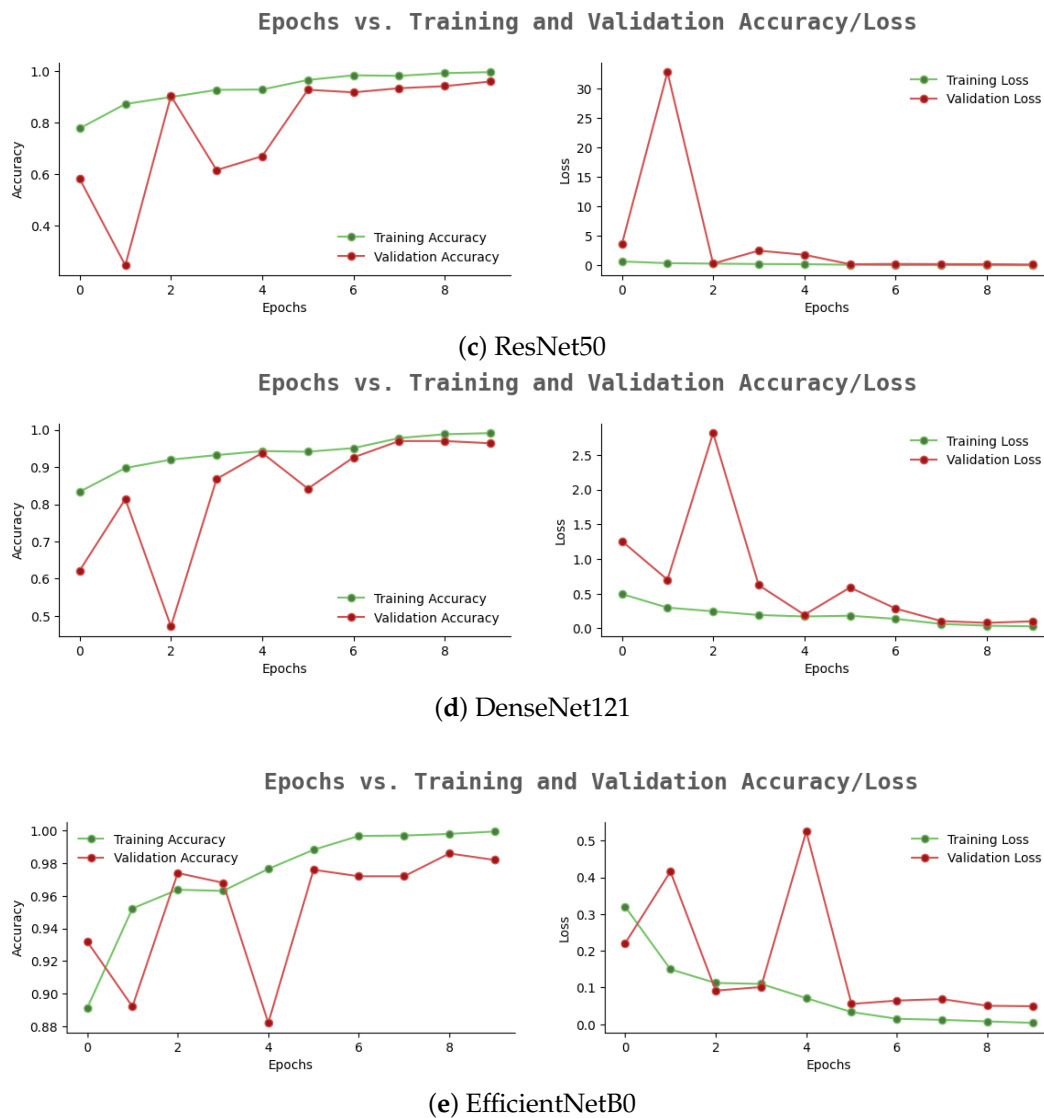 Epochs vs. Training and Validation Accuracy/Loss
1.0
0.8
0.6
0.4
Accuracy
Training Accuracy
Validation Accuracy
0 2 4 6 8
Epochs
30
25
20
15
10
5
0
Loss
Training Loss
Validation Loss
0 2 4 6 8
Epochs
(c) ResNet50
Epochs vs. Training and Validation Accuracy/Loss
1.0
0.9
0.8
0.7
0.6
0.5
Accuracy
Training Accuracy
Validation Accuracy
0 2 4 6 8
Epochs
2.5
2.0
1.5
1.0
0.5
0.0
Loss
Training Loss
Validation Loss
0 2 4 6 8
Epochs
(d) DenseNet121
Epochs vs. Training and Validation Accuracy/Loss
1.00
0.98
0.96
0.94
0.92
0.90
0.88
Accuracy
Training Accuracy
Validation Accuracy
0 2 4 6 8
Epochs
0.5
0.4
0.3
0.2
0.1
0.0
Loss
Training Loss
Validation Loss
0 2 4 6 8
Epochs
(e) EfficientNetB0